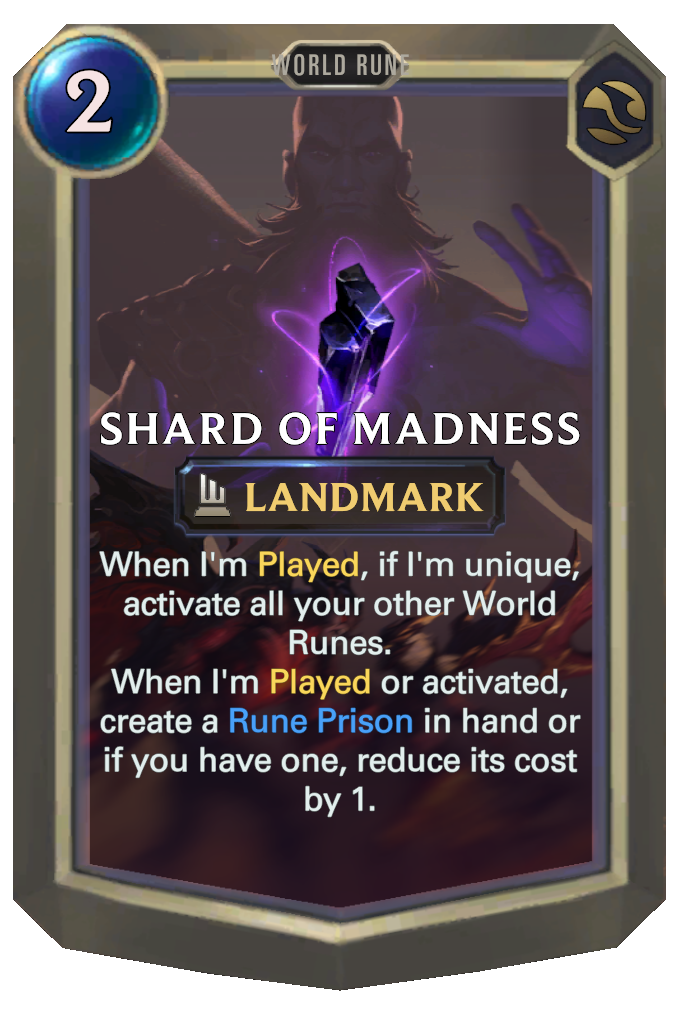 2
WORLD RUNE
SHARD OF MADNESS
LANDMARK
When I'm Played, if I'm unique,
activate all your other World
Runes.
When I'm Played or activated,
create a Rune Prison in hand or
if you have one, reduce its cost
by 1.